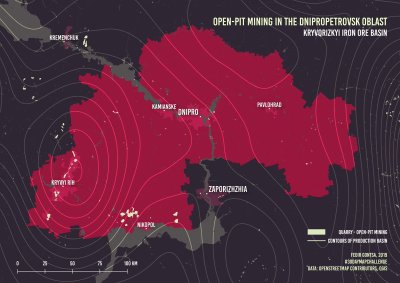 OPEN-PIT MINING IN THE DNIPROPETROVSK OBLAST
KRYVORIZKYI IRON ORE BASIN
KREMENCHUK
KAMIANSKE
DNIPRO
PAVLOHRAD
KRYVYI RIH
ZAPORIZHZHIA
NIKOPOL
QUARRY - OPEN-PIT MINING
CONTOURS OF PRODUCTION BASIN
FEDIR GONTSA, 2019
#30DAYMAPCHALLENGE
DATA: OPENSTREETMAP CONTRIBUTORS, QGIS
0 25 50 75 100 KM